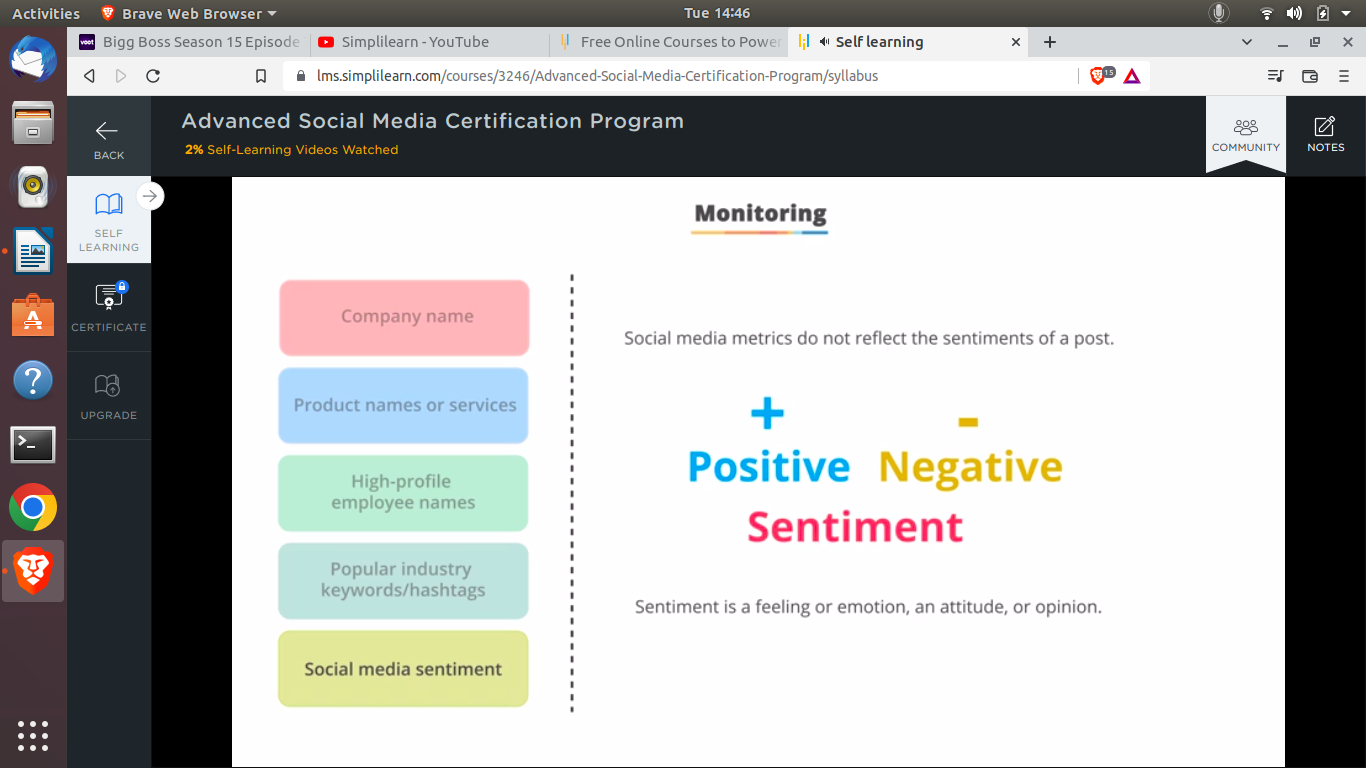 Activities
Brave Web Browser
Tue 14:46
voot
Bigg Boss Season 15 Episode
Simplilearn - YouTube
Free Online Courses to Power
Self learning
lms.simplilearn.com/courses/3246/Advanced-Social-Media-Certification-Program/syllabus
15
BACK
Advanced Social Media Certification Program
2% Self-Learning Videos Watched
COMMUNITY
NOTES
SELF
LEARNING
CERTIFICATE
UPGRADE
Monitoring
Company name
Product names or services
High-profile
employee names
Popular industry
keywords/hashtags
Social media sentiment
Social media metrics do not reflect the sentiments of a post.
+ -
Positive Negative
Sentiment
Sentiment is a feeling or emotion, an attitude, or opinion.